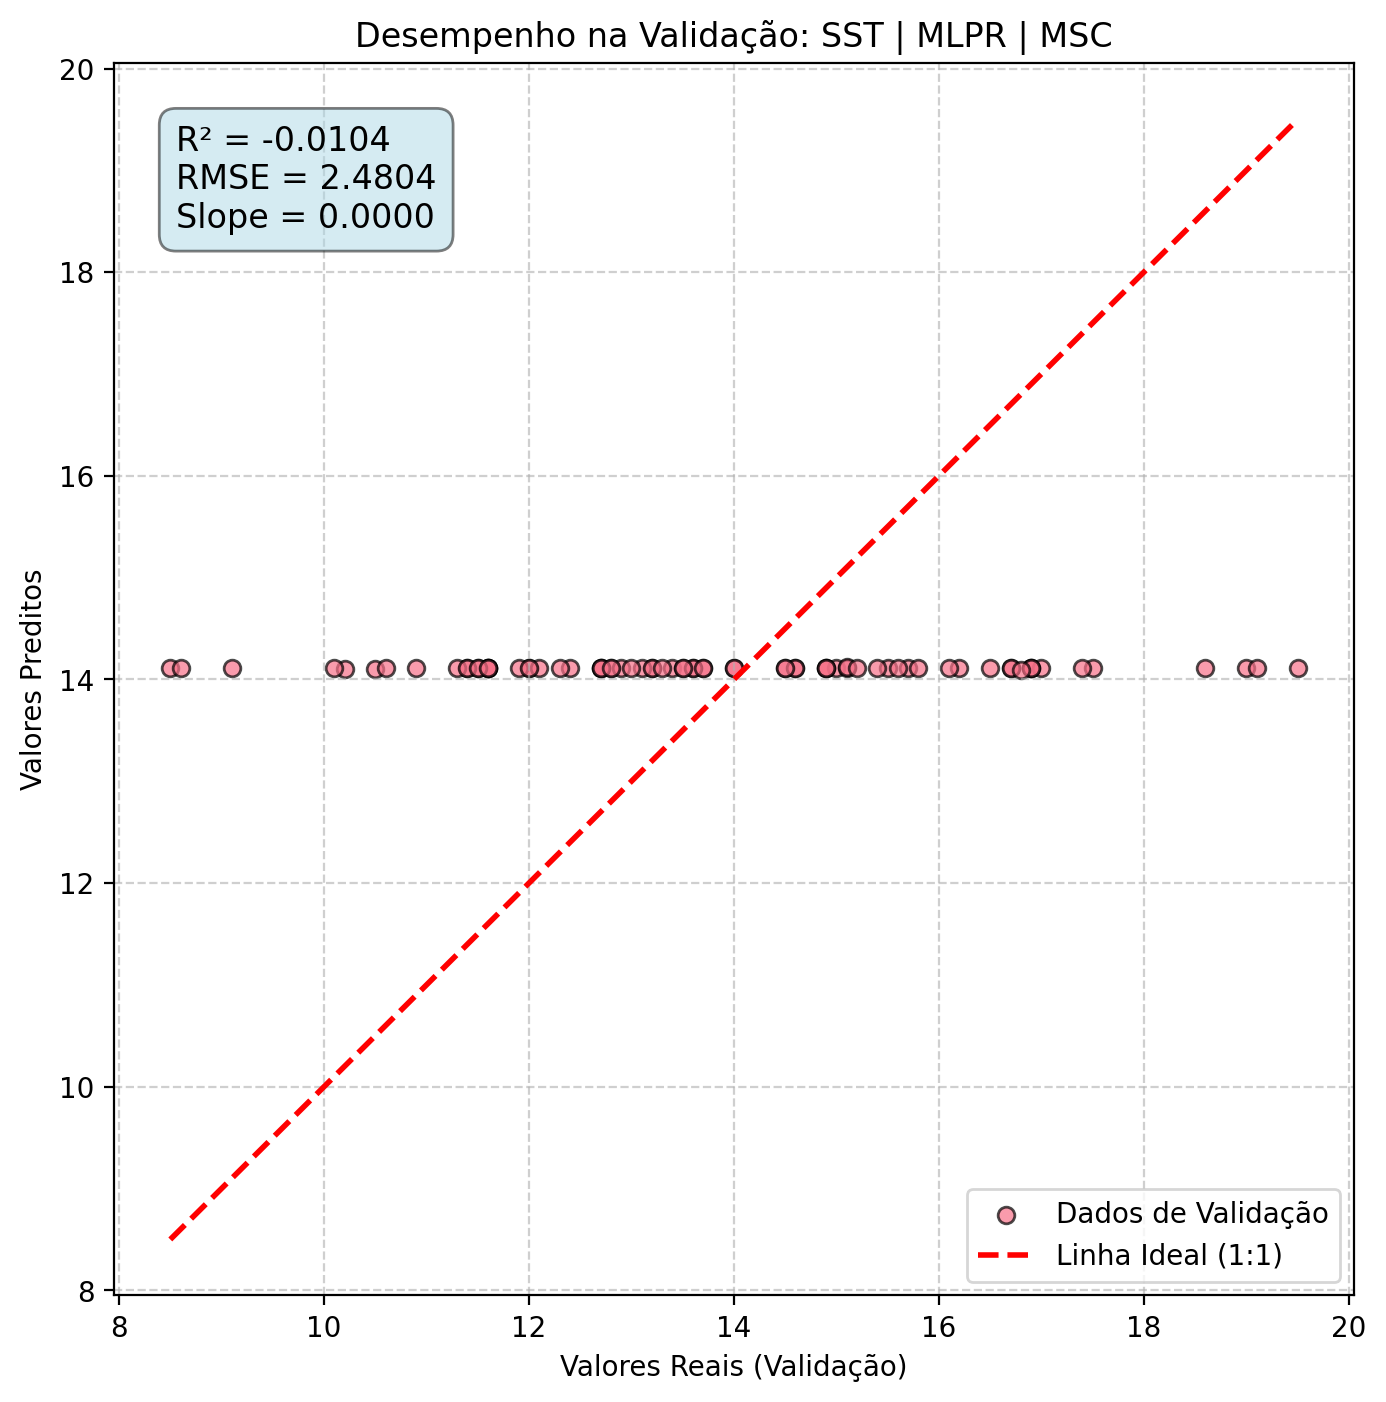 Desempenho na Validação: SST | MLPR | MSC
R² = -0.0104
RMSE = 2.4804
Slope = 0.0000
20
18
16
14
12
10
8
Valores Preditos
8 10 12 14 16 18 20
Valores Reais (Validação)
Dados de Validação
Linha Ideal (1:1)